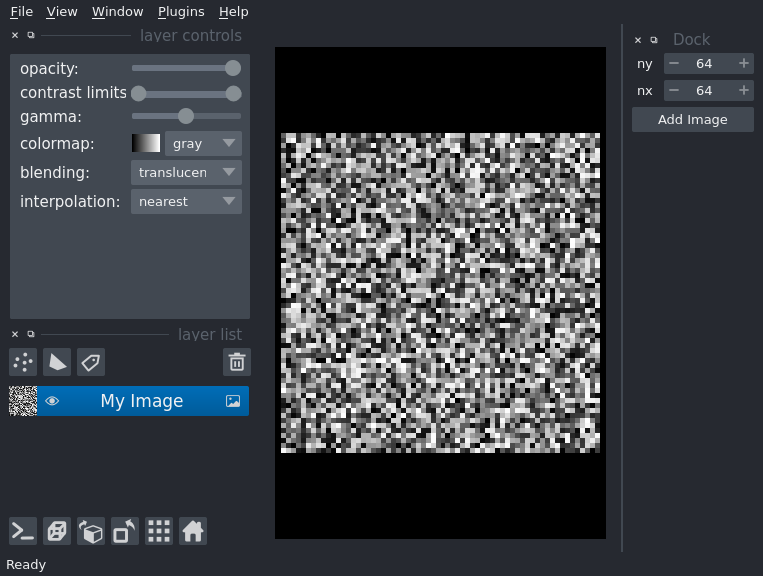 File View Window Plugins Help
layer controls
opacity:
contrast limits
gamma:
colormap: gray
blending: translucen
interpolation: nearest
layer list
My Image
Ready
Dock
ny 64
nx 64
Add Image